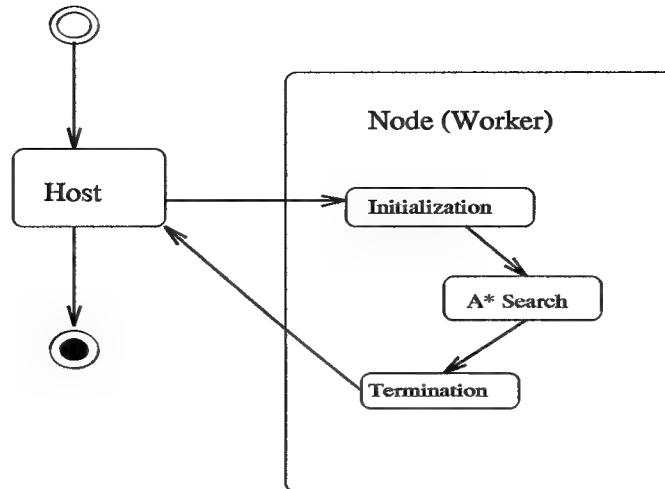 Node (Worker)
Host
Initialization
A* Search
Termination